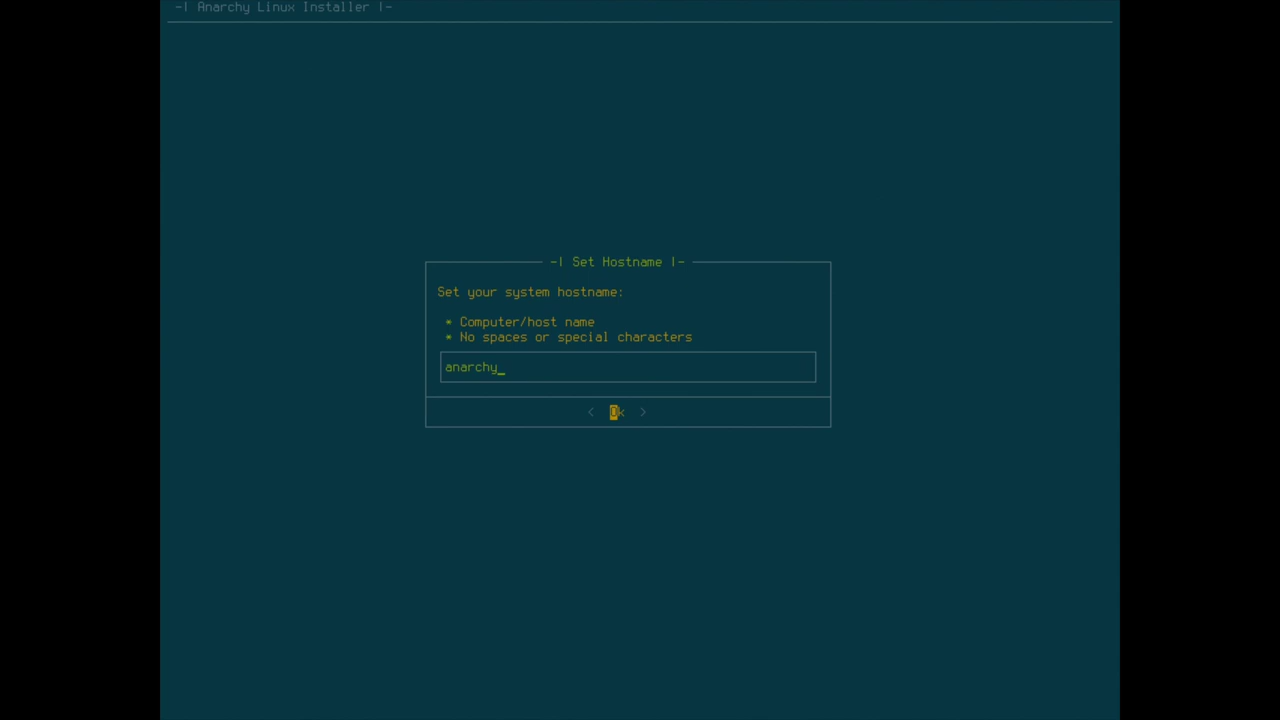 -| Anarchy Linux Installer |-
-| Set Hostname |-
Set your system hostname:
* Computer/host name
* No spaces or special characters
anarchy_
< Ok >